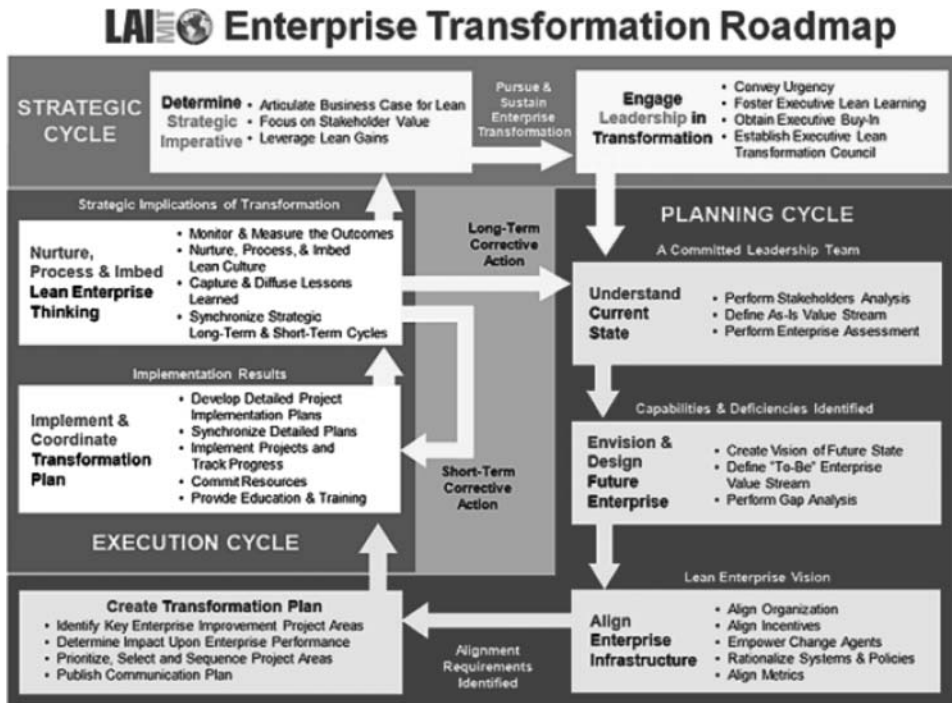 LAI MIT Enterprise Transformation Roadmap
STRATEGIC
CYCLE
Determine
Strategic
Imperative
• Articulate Business Case for Lean
• Focus on Stakeholder Value
• Leverage Lean Gains
Pursue &
Sustain
Enterprise
Transformation
Engage
Leadership in
Transformation
• Convey Urgency
• Foster Executive Lean Learning
• Obtain Executive Buy-In
• Establish Executive Lean
Transformation Council
Strategic Implications of Transformation
Nurture,
Process & Imbed
Lean Enterprise
Thinking
• Monitor & Measure the Outcomes
• Nurture, Process, & Imbed
Lean Culture
• Capture & Diffuse Lessons
Learned
• Synchronize Strategic
Long-Term & Short-Term Cycles
Long-Term
Corrective
Action
PLANNING CYCLE
A Committed Leadership Team
Understand
Current
State
• Perform Stakeholders Analysis
• Define As-Is Value Stream
• Perform Enterprise Assessment
Implementation Results
Implement &
Coordinate
Transformation
Plan
• Develop Detailed Project
Implementation Plans
• Synchronize Detailed Plans
• Implement Projects and
Track Progress
• Commit Resources
• Provide Education & Training
Short-Term
Corrective
Action
Capabilities & Deficiencies Identified
Envision &
Design
Future
Enterprise
• Create Vision of Future State
• Define "To-Be" Enterprise
Value Stream
• Perform Gap Analysis
EXECUTION CYCLE
Lean Enterprise Vision
Create Transformation Plan
• Identify Key Enterprise Improvement Project Areas
• Determine Impact Upon Enterprise Performance
• Prioritize, Select and Sequence Project Areas
• Publish Communication Plan
Alignment
Requirements
Identified
Align
Enterprise
Infrastructure
• Align Organization
• Align Incentives
• Empower Change Agents
• Rationalize Systems & Policies
• Align Metrics